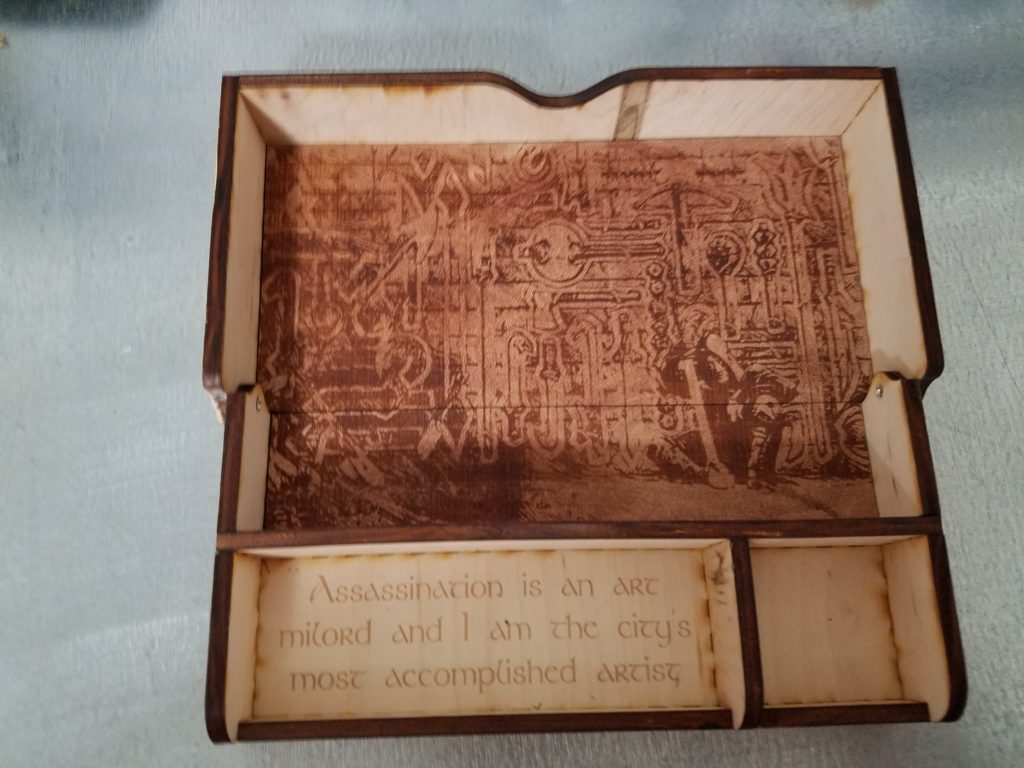 Assassination is an art
milord and I am the city's
most accomplished artist